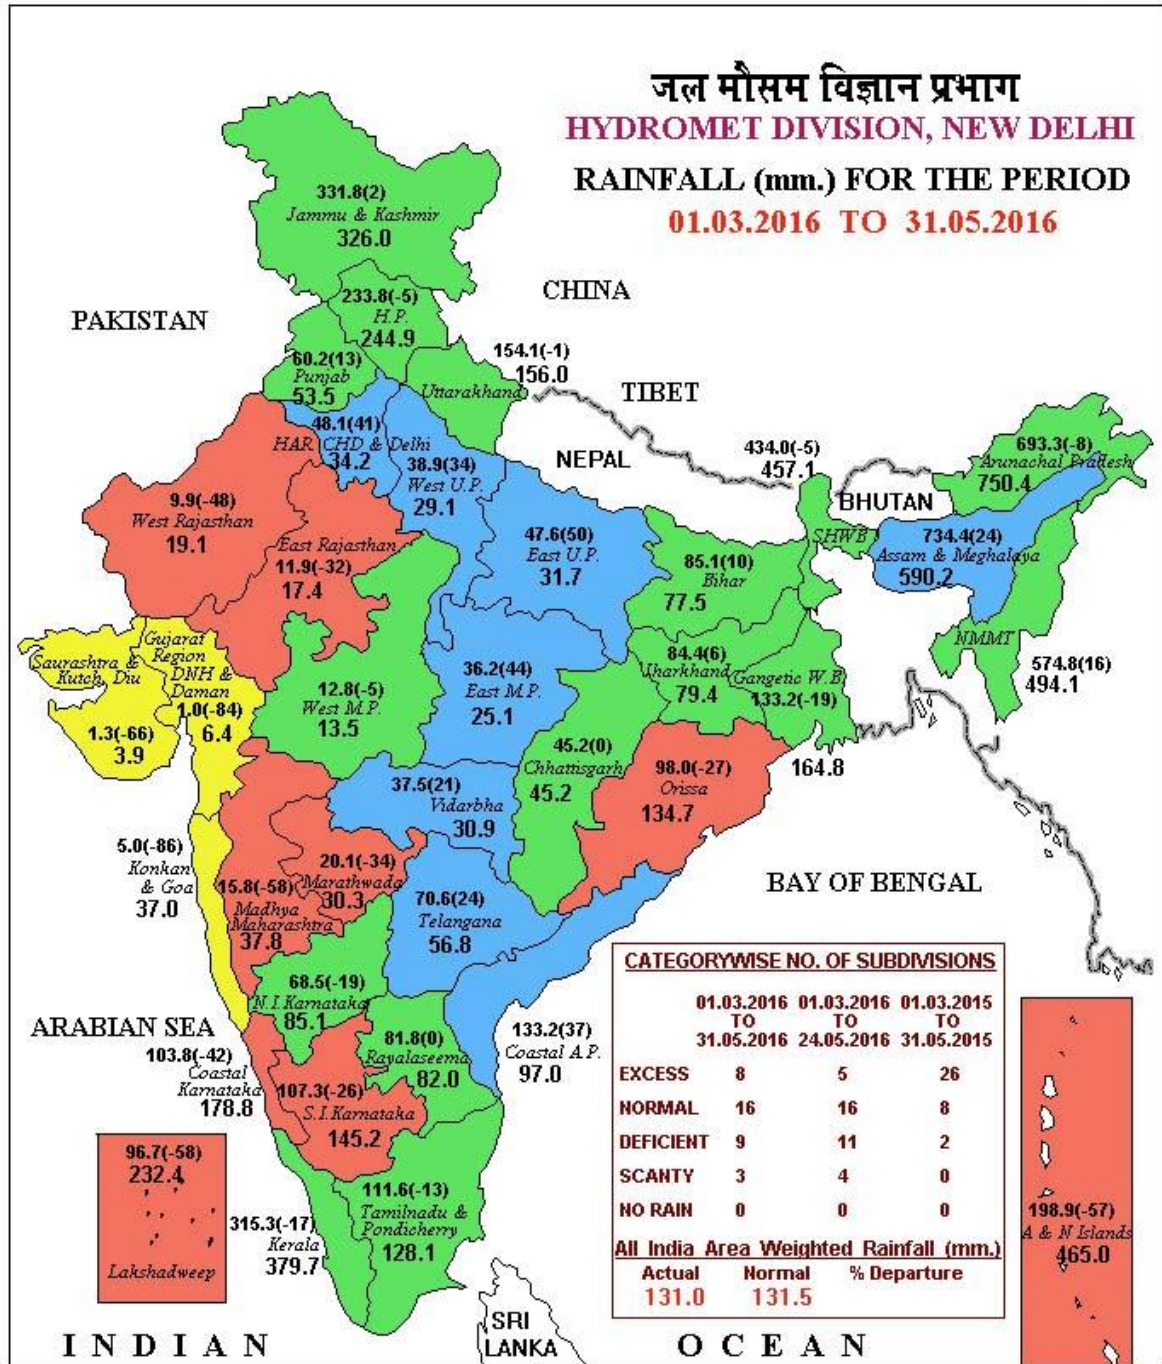 जल मौसम विज्ञान प्रभाग
HYDROMET DIVISION, NEW DELHI
RAINFALL (mm.) FOR THE PERIOD
01.03.2016 TO 31.05.2016
331.8(2)
Jammu & Kashmir
326.0
CHINA
233.8(-5)
H.P.
244.9
PAKISTAN
154.1(-1)
156.0
60.2(13)
Punjab
53.5
Uttarakhand
TIBET
48.1(41)
HAR. CHD & Delhi
34.2
38.9(34)
West U.P.
29.1
NEPAL
434.0(-5)
457.1
693.3(-8)
Arunachal Pradesh
750.4
BHUTAN
9.9(-48)
West Rajasthan
19.1
East Rajasthan
11.9(-32)
17.4
47.6(50)
East U.P.
31.7
SHWB
734.4(24)
Assam & Meghalaya
590.2
85.1(10)
Bihar
77.5
Saurashtra &
Kutch, Diu
1.3(-66)
3.9
Gujarat
Region
DNH &
Daman
1.0(-84)
6.4
12.8(-5)
West M.P.
13.5
36.2(44)
East M.P.
25.1
84.4(6)
Jharkhand
79.4
Gangetic W.B
133.2(-19)
164.8
NMMT
574.8(16)
494.1
45.2(0)
Chhattisgarh
45.2
98.0(-27)
Orissa
134.7
37.5(21)
Vidarbha
30.9
5.0(-86)
Konkan
& Goa
37.0
15.8(-58)
Madhya
Maharashtra
37.8
20.1(-34)
Marathwada
30.3
70.6(24)
Telangana
56.8
BAY OF BENGAL
68.5(-19)
N.I.Karnataka
85.1
ARABIAN SEA
103.8(-42)
Coastal
Karnataka
178.8
81.8(0)
Rayalaseema
82.0
133.2(37)
Coastal A.P.
97.0
107.3(-26)
S.I.Karnataka
145.2
96.7(-58)
232.4
Lakshadweep
111.6(-13)
Tamilnadu &
Pondicherry
128.1
315.3(-17)
Kerala
379.7
CATEGORYWISE NO. OF SUBDIVISIONS
01.03.2016 01.03.2016 01.03.2015
TO TO TO
31.05.2016 24.05.2016 31.05.2015
EXCESS 8 5 26
NORMAL 16 16 8
DEFICIENT 9 11 2
SCANTY 3 4 0
NO RAIN 0 0 0
All India Area Weighted Rainfall (mm.)
Actual Normal % Departure
131.0 131.5
198.9(-57)
A & N Islands
465.0
SRI
LANKA
INDIAN OCEAN